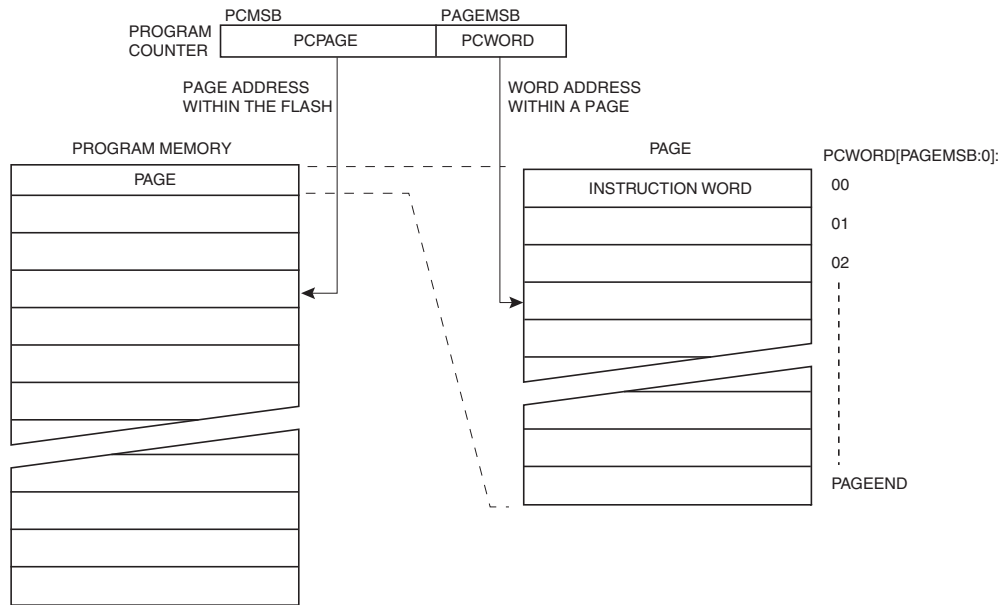 PCMSB PAGEMSB
PROGRAM
COUNTER
PCPAGE PCWORD
PAGE ADDRESS
WITHIN THE FLASH
WORD ADDRESS
WITHIN A PAGE
PROGRAM MEMORY
PAGE
PAGE
PCWORD[PAGEMSB:0]:
INSTRUCTION WORD
00
01
02
PAGEEND